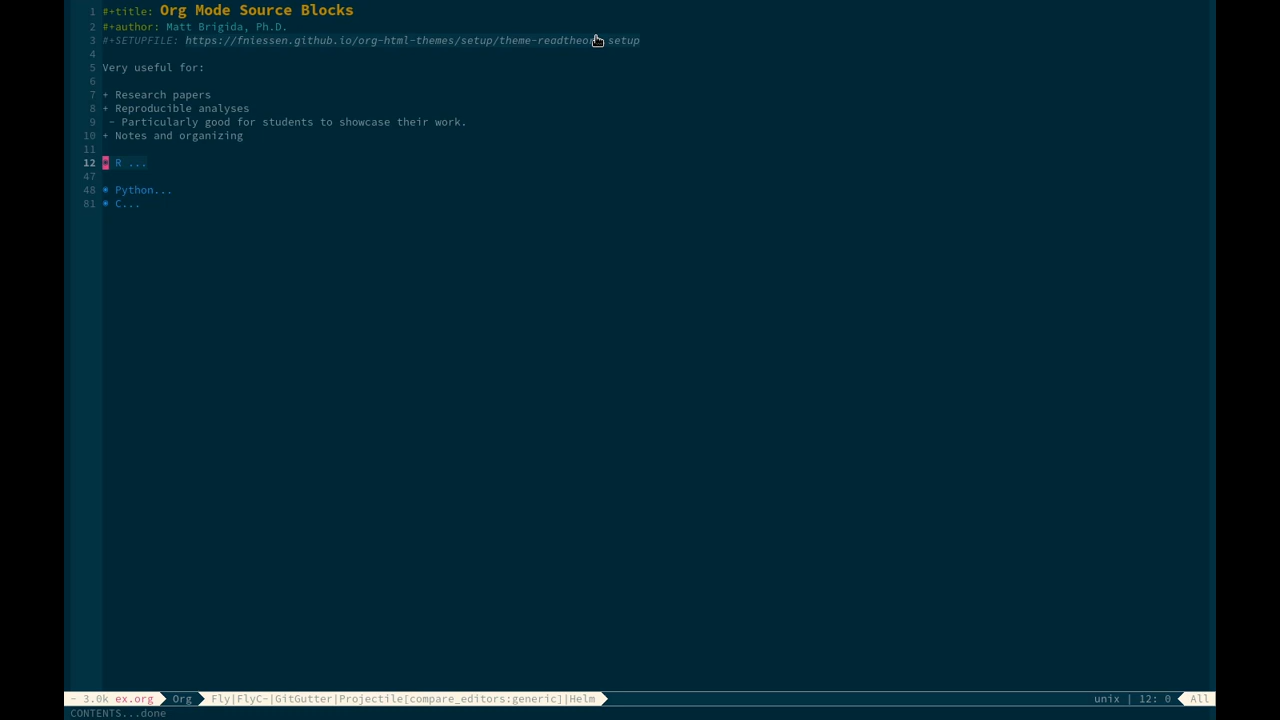 1 #+title: Org Mode Source Blocks
2 #+author: Matt Brigida, Ph.D.
3 #+SETUPFILE: https://fniessen.github.io/org-html-themes/setup/theme-readtheorg.setup
4
5 Very useful for:
6
7 + Research papers
8 + Reproducible analyses
9 - Particularly good for students to showcase their work.
10 + Notes and organizing
11
12 * R ...
47
48 * Python...
81 * C...
- 3.0k ex.org Org Fly|FlyC-|GitGutter|Projectile[compare_editors:generic]|Helm unix | 12: 0 All
CONTENTS...done